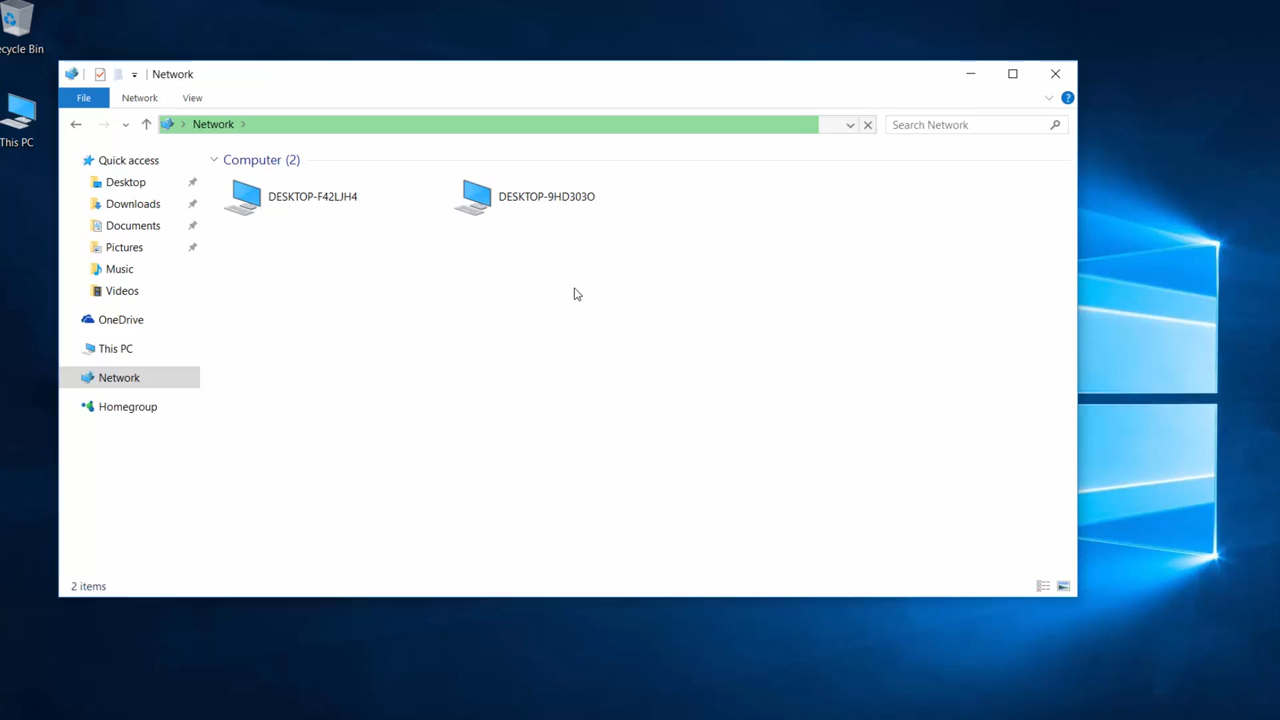 ecycle Bin
This PC
Network
File
Network
View
Network
Search Network
Quick access
Desktop
Downloads
Documents
Pictures
Music
Videos
OneDrive
This PC
Network
Homegroup
Computer (2)
DESKTOP-F42LJH4
DESKTOP-9HD303O
2 items